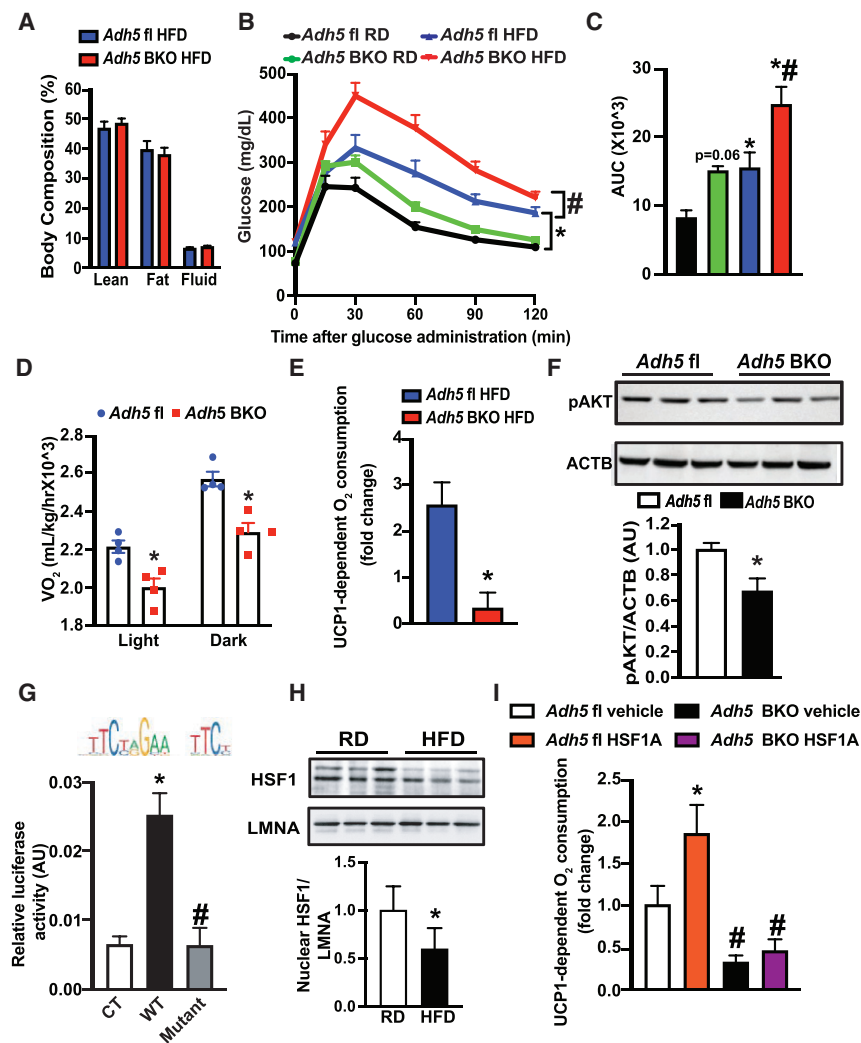 A
Adh5 fl HFD
Adh5 BKO HFD
Body Composition (%)
60
50
40
30
20
10
0
Lean Fat Fluid
B
Adh5 fl RD Adh5 fl HFD
Adh5 BKO RD Adh5 BKO HFD
Glucose (mg/dL)
500
400
300
200
100
0
#
*
0 30 60 90 120
Time after glucose administration (min)
C
AUC (X10^3)
30
20
10
0
p=0.06
*
*#
D
Adh5 fl Adh5 BKO
VO2 (mL/kg/hrX10^3)
2.8
2.6
2.4
2.2
2.0
1.8
*
*
Light Dark
E
Adh5 fl HFD
Adh5 BKO HFD
UCP1-dependent O2 consumption
(fold change)
4
3
2
1
0
*
F
Adh5 fl Adh5 BKO
pAKT
ACTB
Adh5 fl Adh5 BKO
pAKT/ACTB (AU)
1.2
1.0
0.8
0.6
0.4
0.2
0.0
*
G
TTCTAGAA TTCT
Relative luciferase
activity (AU)
0.03
0.02
0.01
0.00
*
#
CT WT Mutant
H
RD HFD
HSF1
LMNA
Nuclear HSF1/
LMNA
1.5
1.0
0.5
0.0
*
RD HFD
I
Adh5 fl vehicle Adh5 BKO vehicle
Adh5 fl HSF1A Adh5 BKO HSF1A
UCP1-dependent O2 consumption
(fold change)
2.5
2.0
1.5
1.0
0.5
0.0
*
#
#